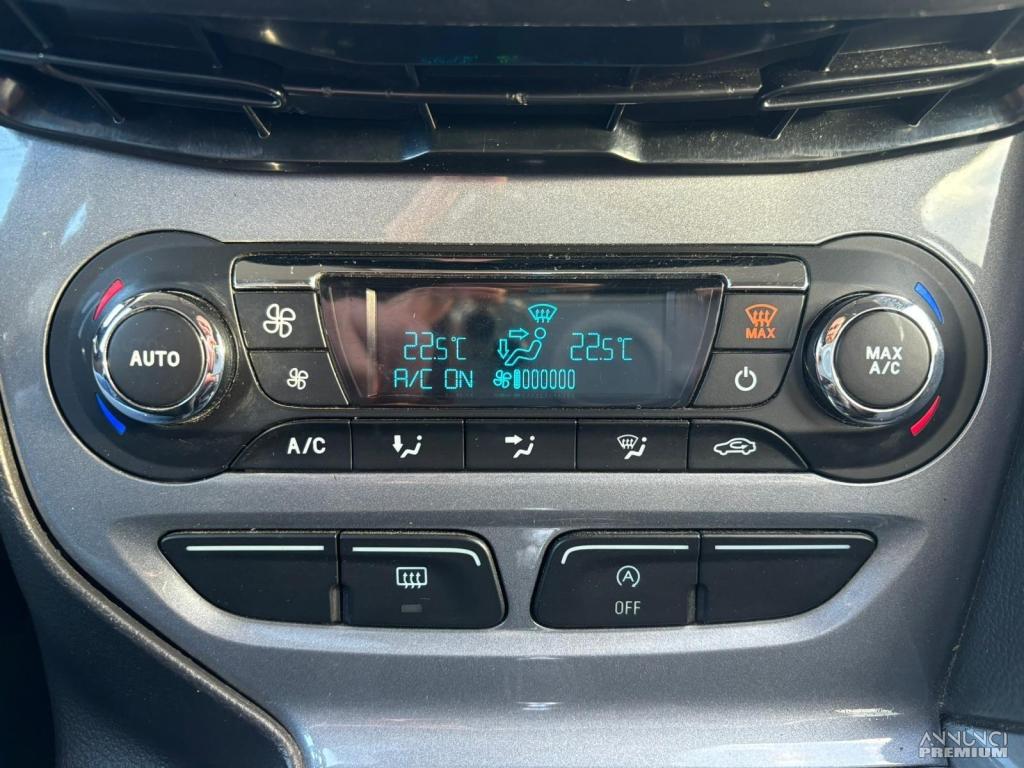 AUTO
22.5°C
22.5°C
A/C ON
MAX
MAX
A/C
A/C
A
OFF
ANNUNCI
PREMIUM